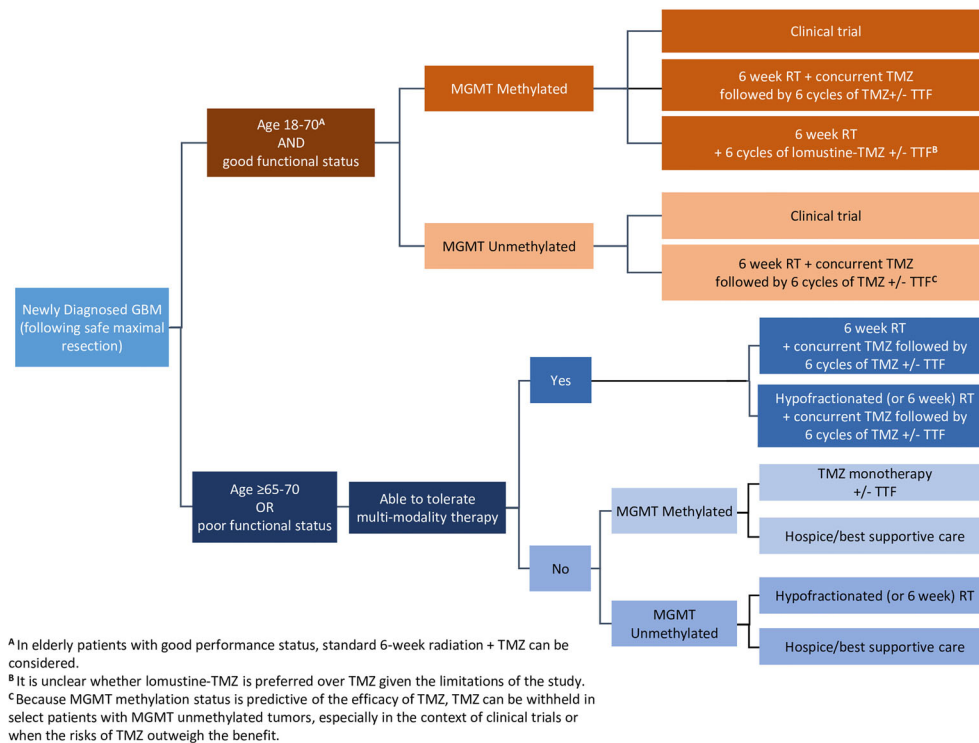 Clinical trial
6 week RT + concurrent TMZ
followed by 6 cycles of TMZ+/- TTF
MGMT Methylated
Age 18-70ᴬ
AND
good functional status
6 week RT
+ 6 cycles of lomustine-TMZ +/- TTFᴮ
MGMT Unmethylated
Clinical trial
6 week RT + concurrent TMZ
followed by 6 cycles of TMZ +/- TTFᶜ
Newly Diagnosed GBM
(following safe maximal
resection)
Yes
6 week RT
+ concurrent TMZ followed by
6 cycles of TMZ +/- TTF
Hypofractionated (or 6 week) RT
+ concurrent TMZ followed by
6 cycles of TMZ +/- TTF
Age ≥65-70
OR
poor functional status
Able to tolerate
multi-modality therapy
No
MGMT Methylated
TMZ monotherapy
+/- TTF
Hospice/best supportive care
MGMT
Unmethylated
Hypofractionated (or 6 week) RT
Hospice/best supportive care
ᴬ In elderly patients with good performance status, standard 6-week radiation + TMZ can be
considered.
ᴮ It is unclear whether lomustine-TMZ is preferred over TMZ given the limitations of the study.
ᶜ Because MGMT methylation status is predictive of the efficacy of TMZ, TMZ can be withheld in
select patients with MGMT unmethylated tumors, especially in the context of clinical trials or
when the risks of TMZ outweigh the benefit.